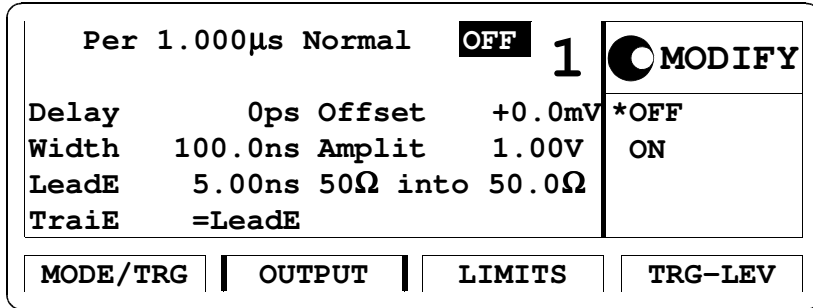 Per 1.000µs Normal OFF 1 MODIFY
Delay 0ps Offset +0.0mV *OFF
Width 100.0ns Amplit 1.00V ON
LeadE 5.00ns 50Ω into 50.0Ω
TraiE =LeadE
MODE/TRG OUTPUT LIMITS TRG-LEV